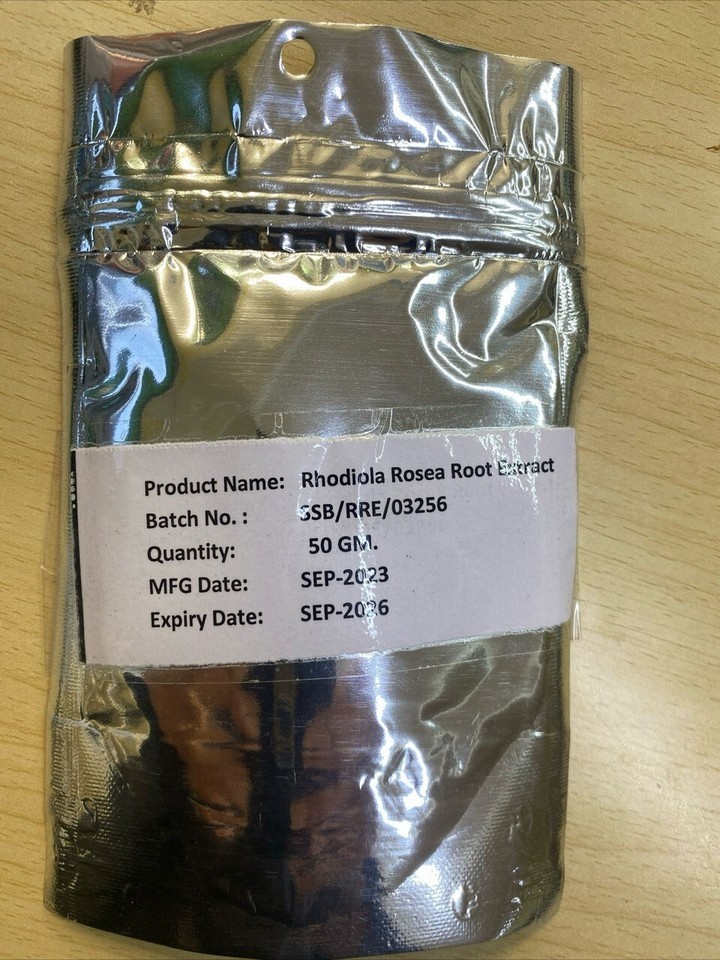 Product Name: Rhodiola Rosea Root Extract
Batch No. : SSB/RRE/03256
Quantity: 50 GM.
MFG Date: SEP-2023
Expiry Date: SEP-2026